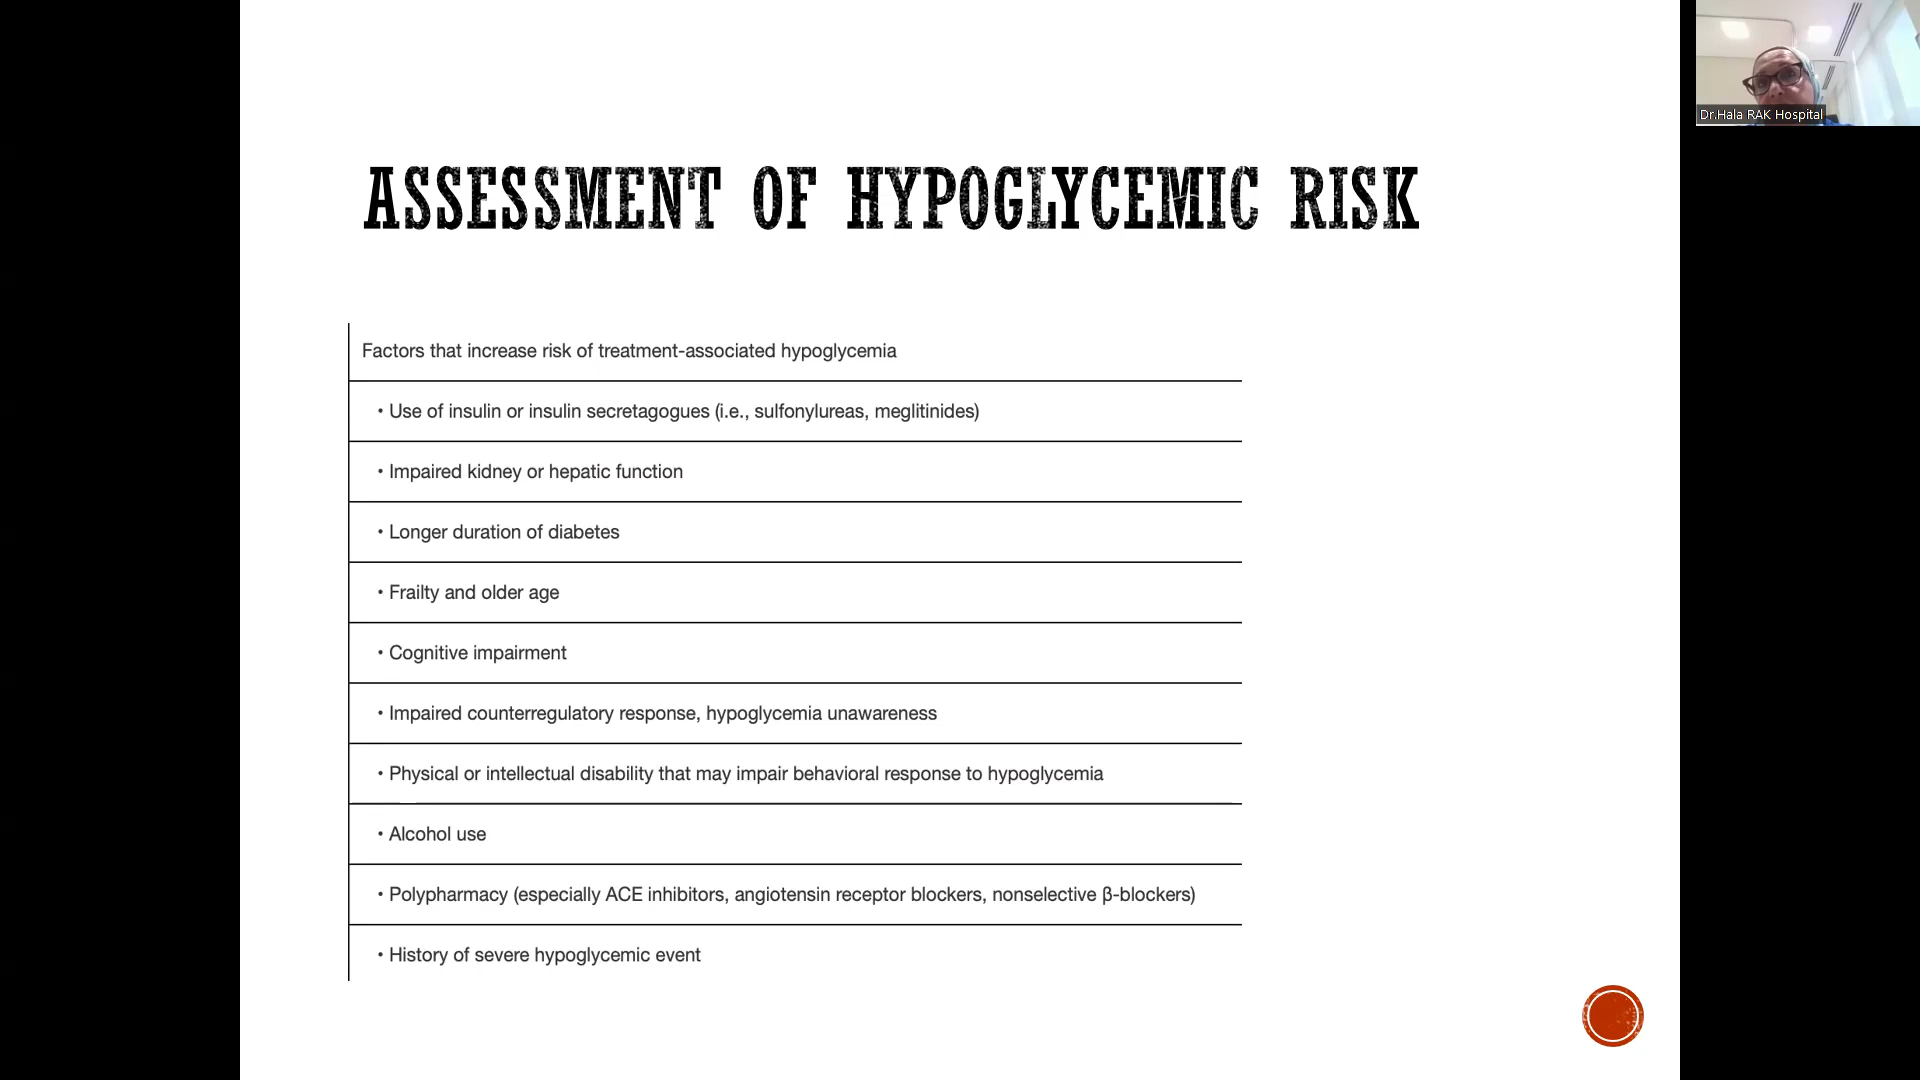 Dr.Hala RAK Hospital
ASSESSMENT OF HYPOGLYCEMIC RISK
Factors that increase risk of treatment-associated hypoglycemia
• Use of insulin or insulin secretagogues (i.e., sulfonylureas, meglitinides)
• Impaired kidney or hepatic function
• Longer duration of diabetes
• Frailty and older age
• Cognitive impairment
• Impaired counterregulatory response, hypoglycemia unawareness
• Physical or intellectual disability that may impair behavioral response to hypoglycemia
• Alcohol use
• Polypharmacy (especially ACE inhibitors, angiotensin receptor blockers, nonselective β-blockers)
• History of severe hypoglycemic event